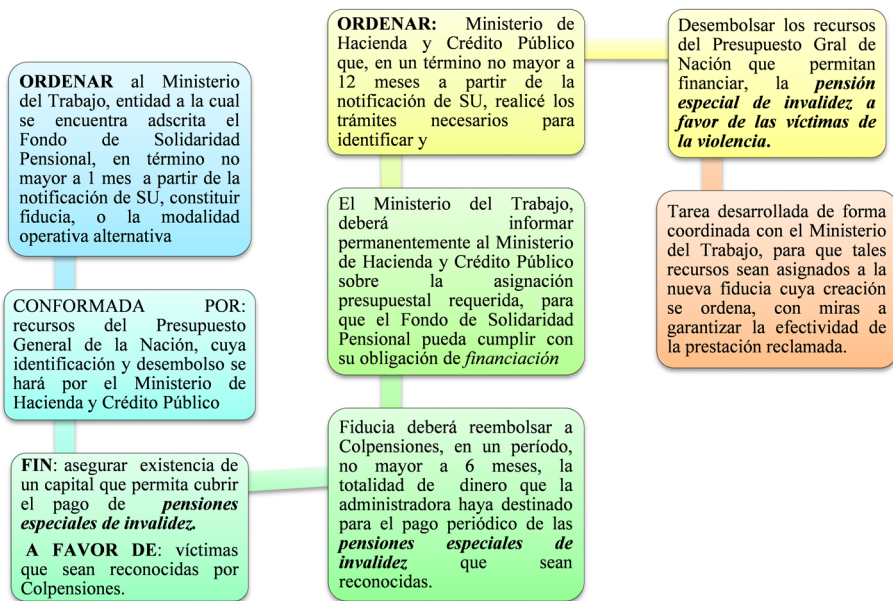 ORDENAR al Ministerio
del Trabajo, entidad a la cual
se encuentra adscrita el
Fondo de Solidaridad
Pensional, en término no
mayor a 1 mes a partir de la
notificación de SU, constituir
fiducia, o la modalidad
operativa alternativa
CONFORMADA POR:
recursos del Presupuesto
General de la Nación, cuya
identificación y desembolso se
hará por el Ministerio de
Hacienda y Crédito Público
FIN: asegurar existencia de
un capital que permita cubrir
el pago de pensiones
especiales de invalidez.
A FAVOR DE: víctimas
que sean reconocidas por
Colpensiones.
Fiducia deberá reembolsar a
Colpensiones, en un período,
no mayor a 6 meses, la
totalidad de dinero que la
administradora haya destinado
para el pago periódico de las
pensiones especiales de
invalidez que sean
reconocidas.
El Ministerio del Trabajo,
deberá informar
permanentemente al Ministerio
de Hacienda y Crédito Público
sobre la asignación
presupuestal requerida, para
que el Fondo de Solidaridad
Pensional pueda cumplir con
su obligación de financiación
ORDENAR: Ministerio de
Hacienda y Crédito Público
que, en un término no mayor a
12 meses a partir de la
notificación de SU, realicé los
trámites necesarios para
identificar y
Desembolsar los recursos
del Presupuesto Gral de
Nación que permitan
financiar, la pensión
especial de invalidez a
favor de las víctimas de
la violencia.
Tarea desarrollada de forma
coordinada con el Ministerio
del Trabajo, para que tales
recursos sean asignados a la
nueva fiducia cuya creación
se ordena, con miras a
garantizar la efectividad de
la prestación reclamada.